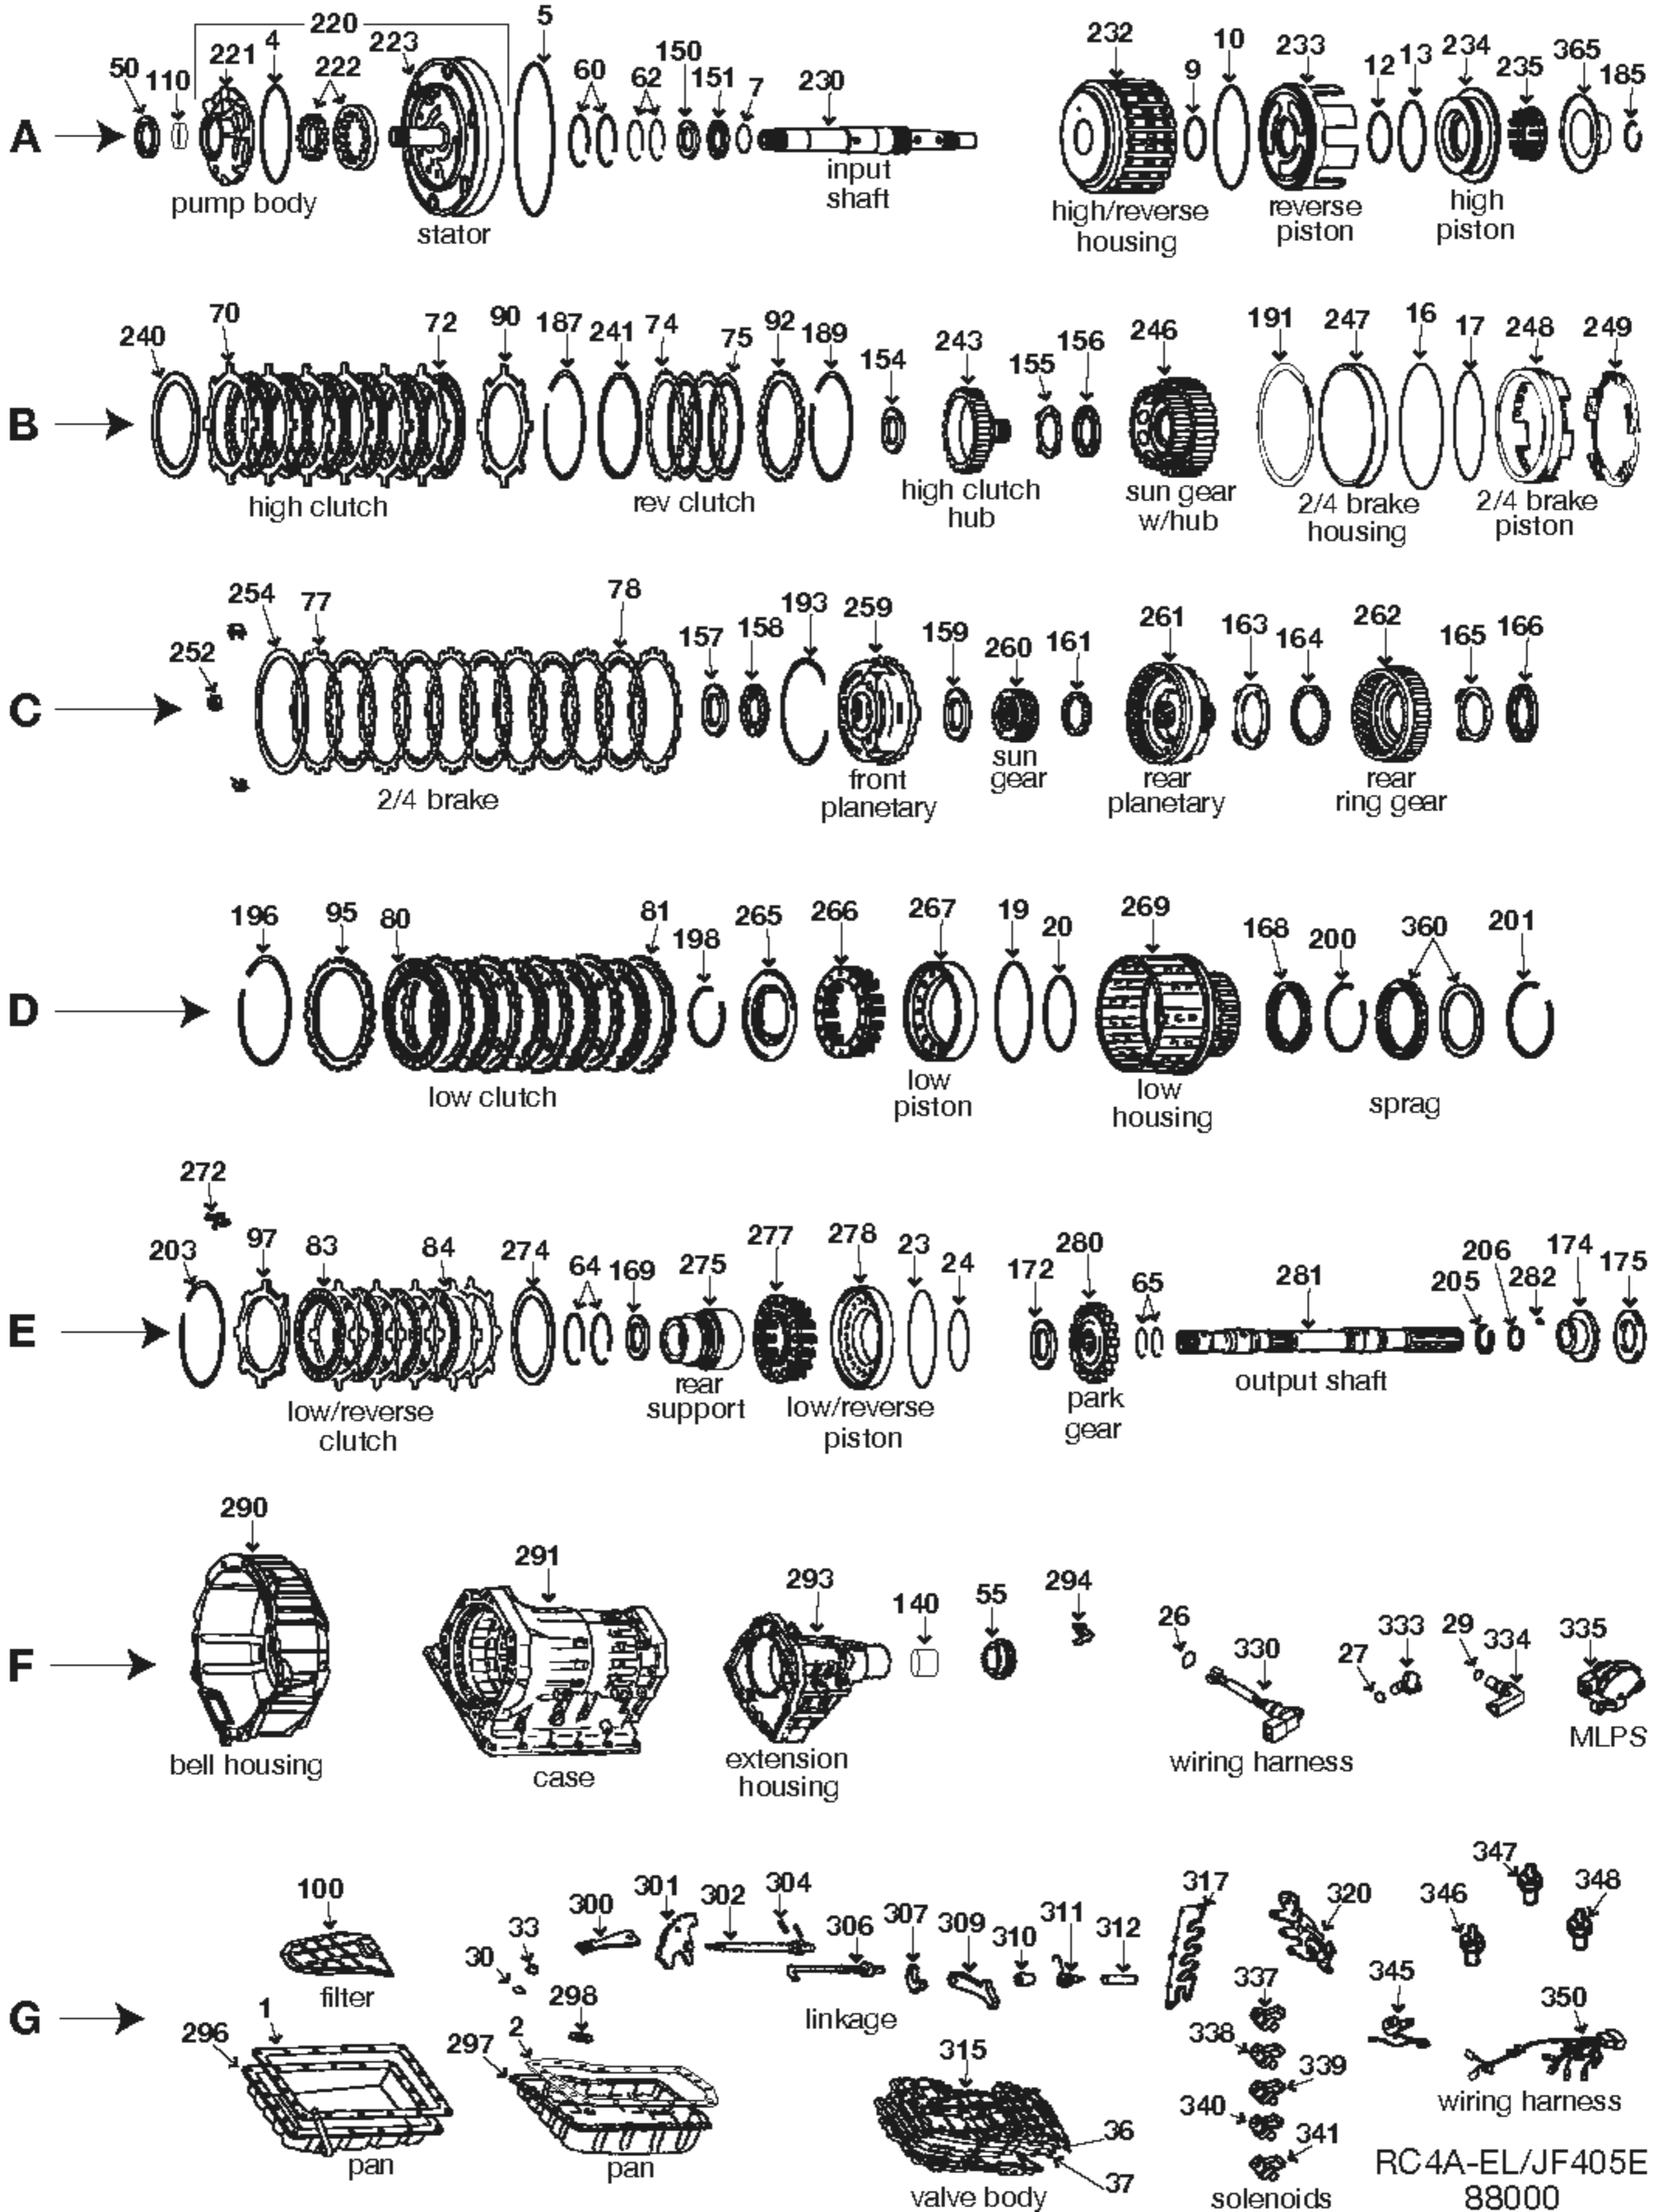 220
5
10
232
233
234
365
13
12
235
185
9
4
223
221
222
50
110
60
62
150
151
7
230
A
pump body
stator
input
shaft
high/reverse
housing
reverse
piston
high
piston
240
70
72
90
187
241
74
75
92
189
154
243
155
156
246
191
247
16
17
248
249
B
high clutch
rev clutch
high clutch
hub
sun gear
w/hub
2/4 brake
housing
2/4 brake
piston
254
77
252
78
157
158
193
259
159
260
161
261
163
164
262
165
166
C
2/4 brake
front
planetary
sun
gear
rear
planetary
rear
ring gear
196
95
80
81
198
265
266
267
19
20
269
168
200
360
201
D
low clutch
low
piston
low
housing
sprag
272
203
97
83
84
274
64
169
275
277
278
23
24
172
280
65
281
205
206
282
174
175
E
low/reverse
clutch
rear
support
low/reverse
piston
park
gear
output shaft
290
291
293
140
55
294
26
330
27
333
29
334
335
F
bell housing
case
extension
housing
wiring harness
MLPS
100
filter
33
30
300
301
302
304
306
307
309
310
311
312
317
320
346
347
348
G
1
296
298
2
297
linkage
315
36
37
337
338
339
340
341
345
350
wiring harness
pan
pan
valve body
solenoids
RC4A-EL/JF405E
88000